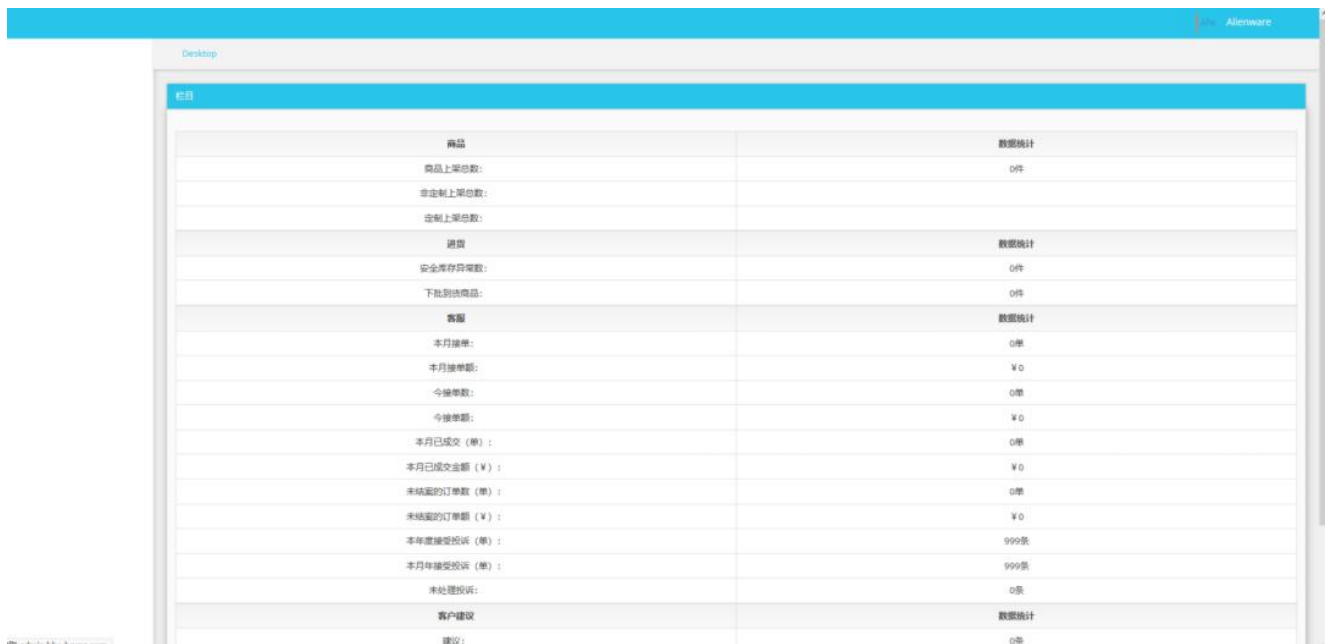 Alienware
Desktop
栏目
商品 数据统计
商品上架总数: 0件
非定制上架总数:
定制上架总数:
进货 数据统计
安全库存异常数: 0件
下批到货商品: 0件
客服 数据统计
本月接单: 0单
本月接单额: ¥0
今接单数: 0单
今接单额: ¥0
本月已成交（单）: 0单
本月已成交金额（¥）: ¥0
未结案的订单数（单）: 0单
未结案的订单额（¥）: ¥0
本年度接受投诉（单）: 999条
本月年接受投诉（单）: 999条
未处理投诉: 0条
客户建议 数据统计
建议: 0条